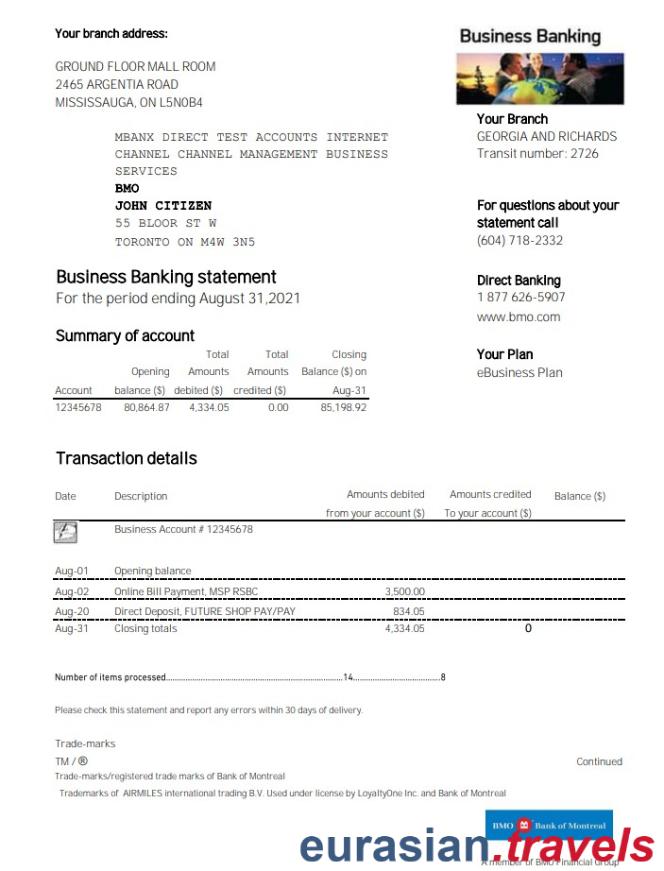 Your branch address:
GROUND FLOOR MALL ROOM
2465 ARGENTIA ROAD
MISSISSAUGA, ON L5N0B4
MBANX DIRECT TEST ACCOUNTS INTERNET
CHANNEL CHANNEL MANAGEMENT BUSINESS
SERVICES
BMO
JOHN CITIZEN
55 BLOOR ST W
TORONTO ON M4W 3N5
Business Banking
Your Branch
GEORGIA AND RICHARDS
Transit number: 2726
For questions about your
statement call
(604) 718-2332
Direct Banking
1 877 626-5907
www.bmo.com
Your Plan
eBusiness Plan
Business Banking statement
For the period ending August 31,2021
Summary of account
Total Total Closing
Opening Amounts Amounts Balance ($) on
Account balance ($) debited ($) credited ($) Aug-31
12345678 80,864.87 4,334.05 0.00 85,198.92
Transaction details
Date Description Amounts debited Amounts credited Balance ($)
from your account ($) To your account ($)
Business Account # 12345678
Aug-01 Opening balance
Aug-02 Online Bill Payment, MSP RSBC 3,500.00
Aug-20 Direct Deposit, FUTURE SHOP PAY/PAY 834.05
Aug-31 Closing totals 4,334.05 0
Number of items processed..........14..........8
Please check this statement and report any errors within 30 days of delivery.
Trade-marks
TM / ® Continued
Trade-marks/registered trade marks of Bank of Montreal
Trademarks of AIRMILES international trading B.V. Used under license by LoyaltyOne Inc. and Bank of Montreal
BMO Bank of Montreal
eurasian.travels
A member of BMO Financial Group